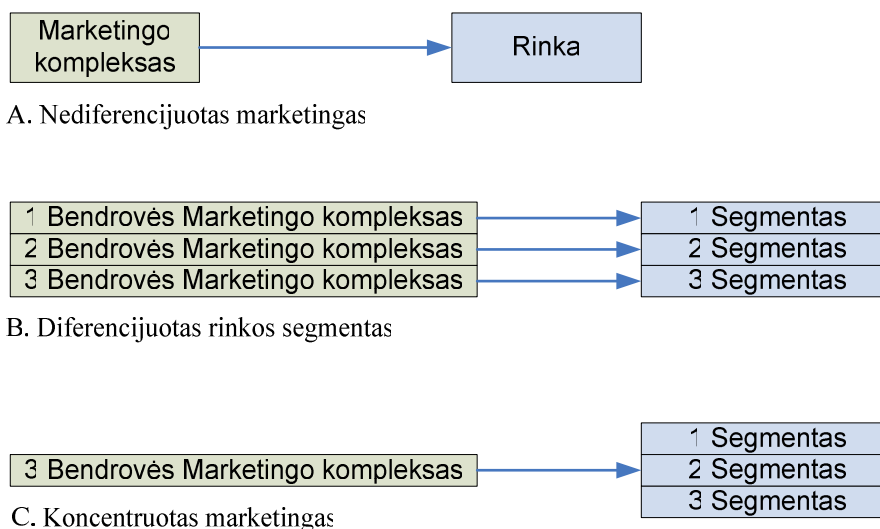 Marketingo
kompleksas
Rinka
A. Nediferencijuotas marketingas
1 Bendrovės Marketingo kompleksas
1 Segmentas
2 Bendrovės Marketingo kompleksas
2 Segmentas
3 Bendrovės Marketingo kompleksas
3 Segmentas
B. Diferencijuotas rinkos segmentas
1 Segmentas
3 Bendrovės Marketingo kompleksas
2 Segmentas
3 Segmentas
C. Koncentruotas marketingas